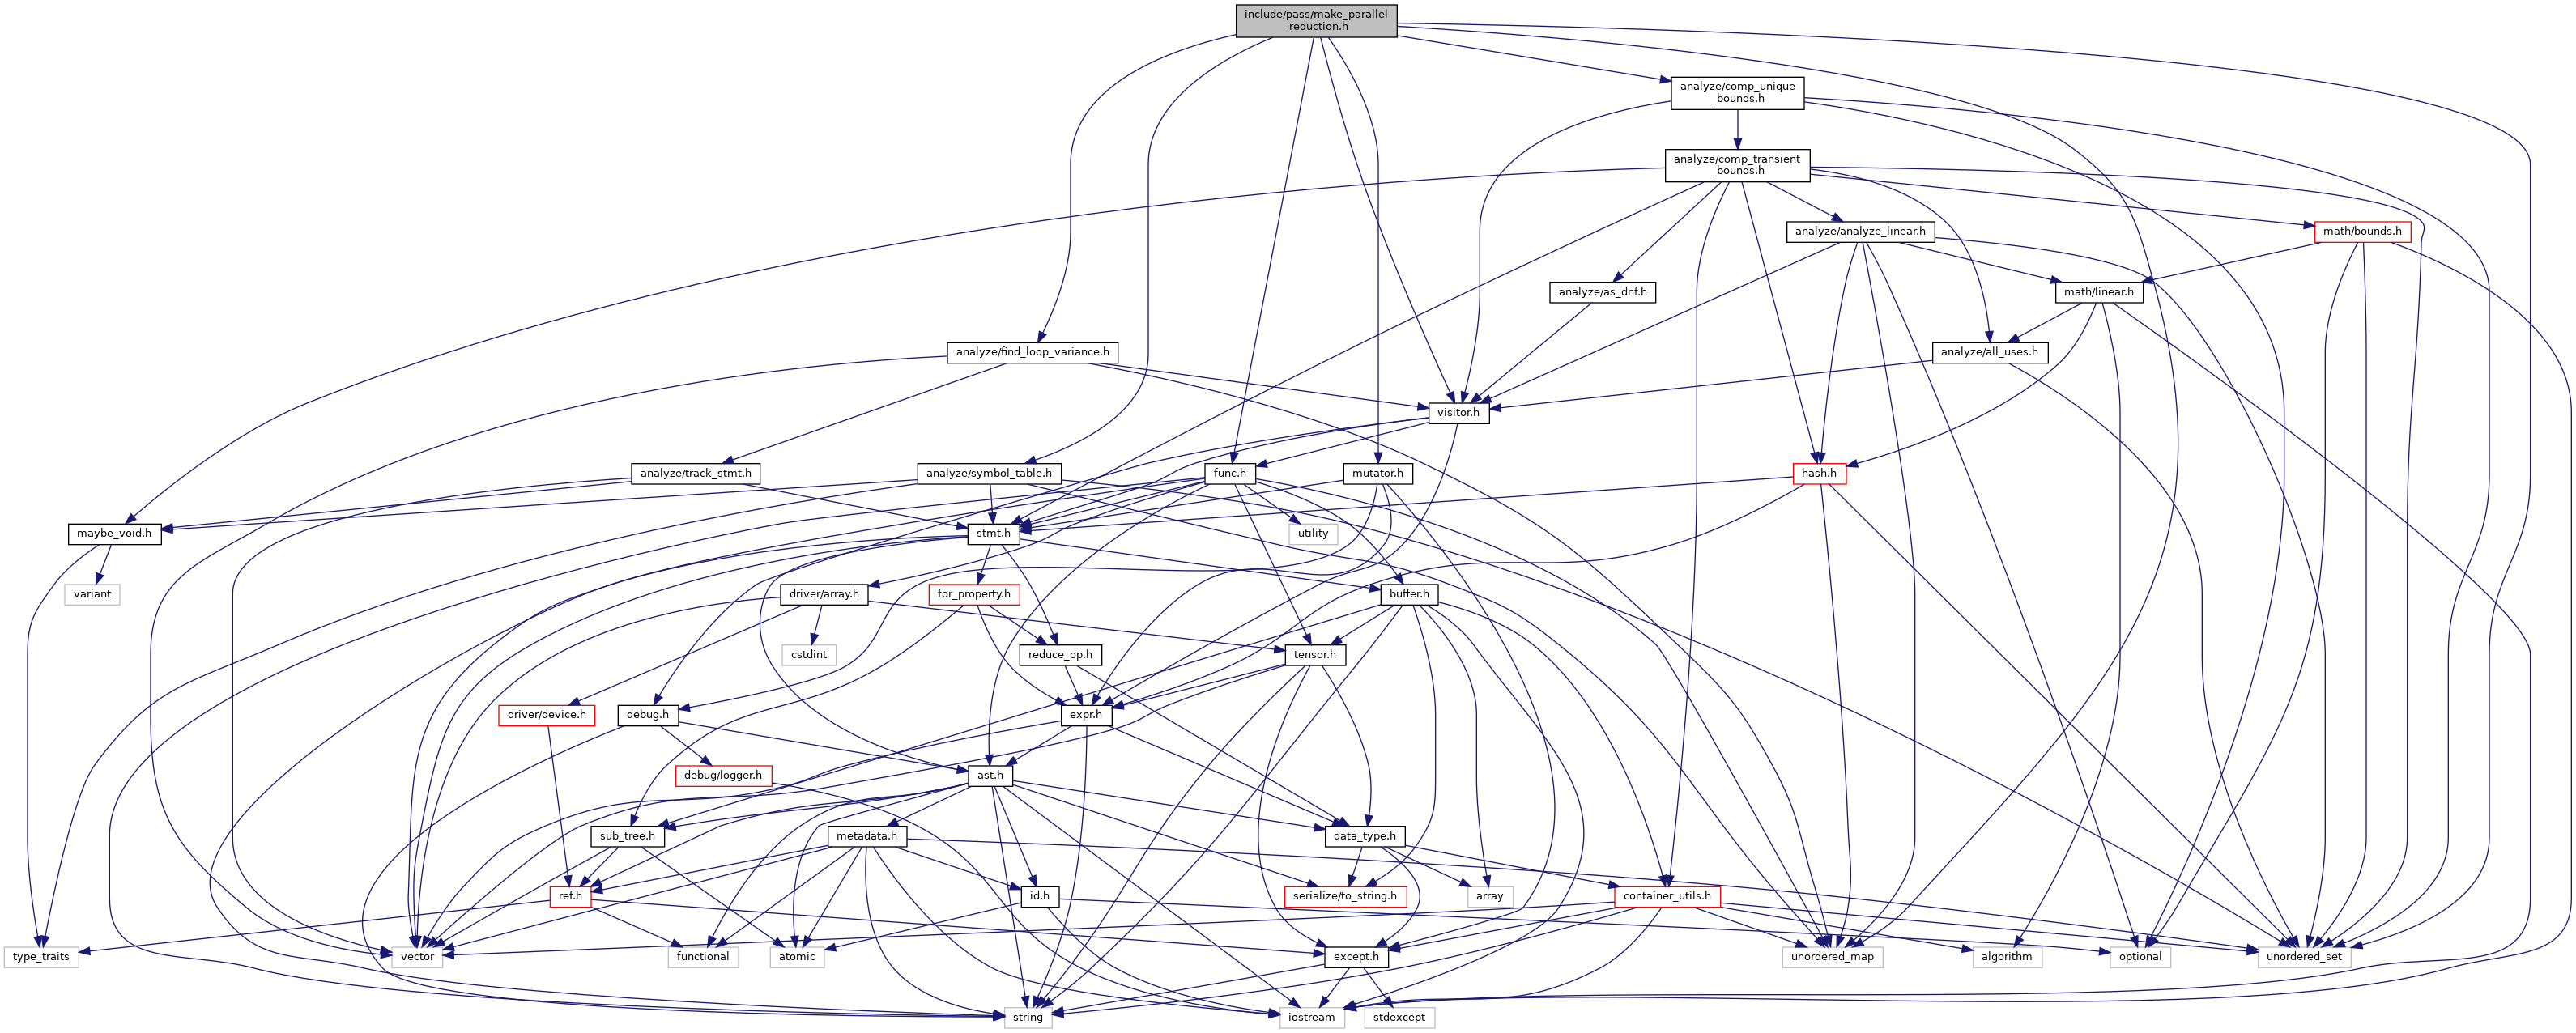 include/pass/make_parallel
_reduction.h
analyze/comp_unique
_bounds.h
analyze/comp_transient
_bounds.h
analyze/analyze_linear.h
math/bounds.h
analyze/as_dnf.h
math/linear.h
analyze/find_loop_variance.h
analyze/all_uses.h
visitor.h
analyze/track_stmt.h
analyze/symbol_table.h
func.h
mutator.h
hash.h
maybe_void.h
stmt.h
utility
variant
driver/array.h
for_property.h
buffer.h
cstdint
reduce_op.h
tensor.h
driver/device.h
debug.h
expr.h
debug/logger.h
ast.h
sub_tree.h
metadata.h
data_type.h
ref.h
id.h
serialize/to_string.h
array
container_utils.h
type_traits
vector
functional
atomic
except.h
unordered_map
algorithm
optional
unordered_set
string
iostream
stdexcept